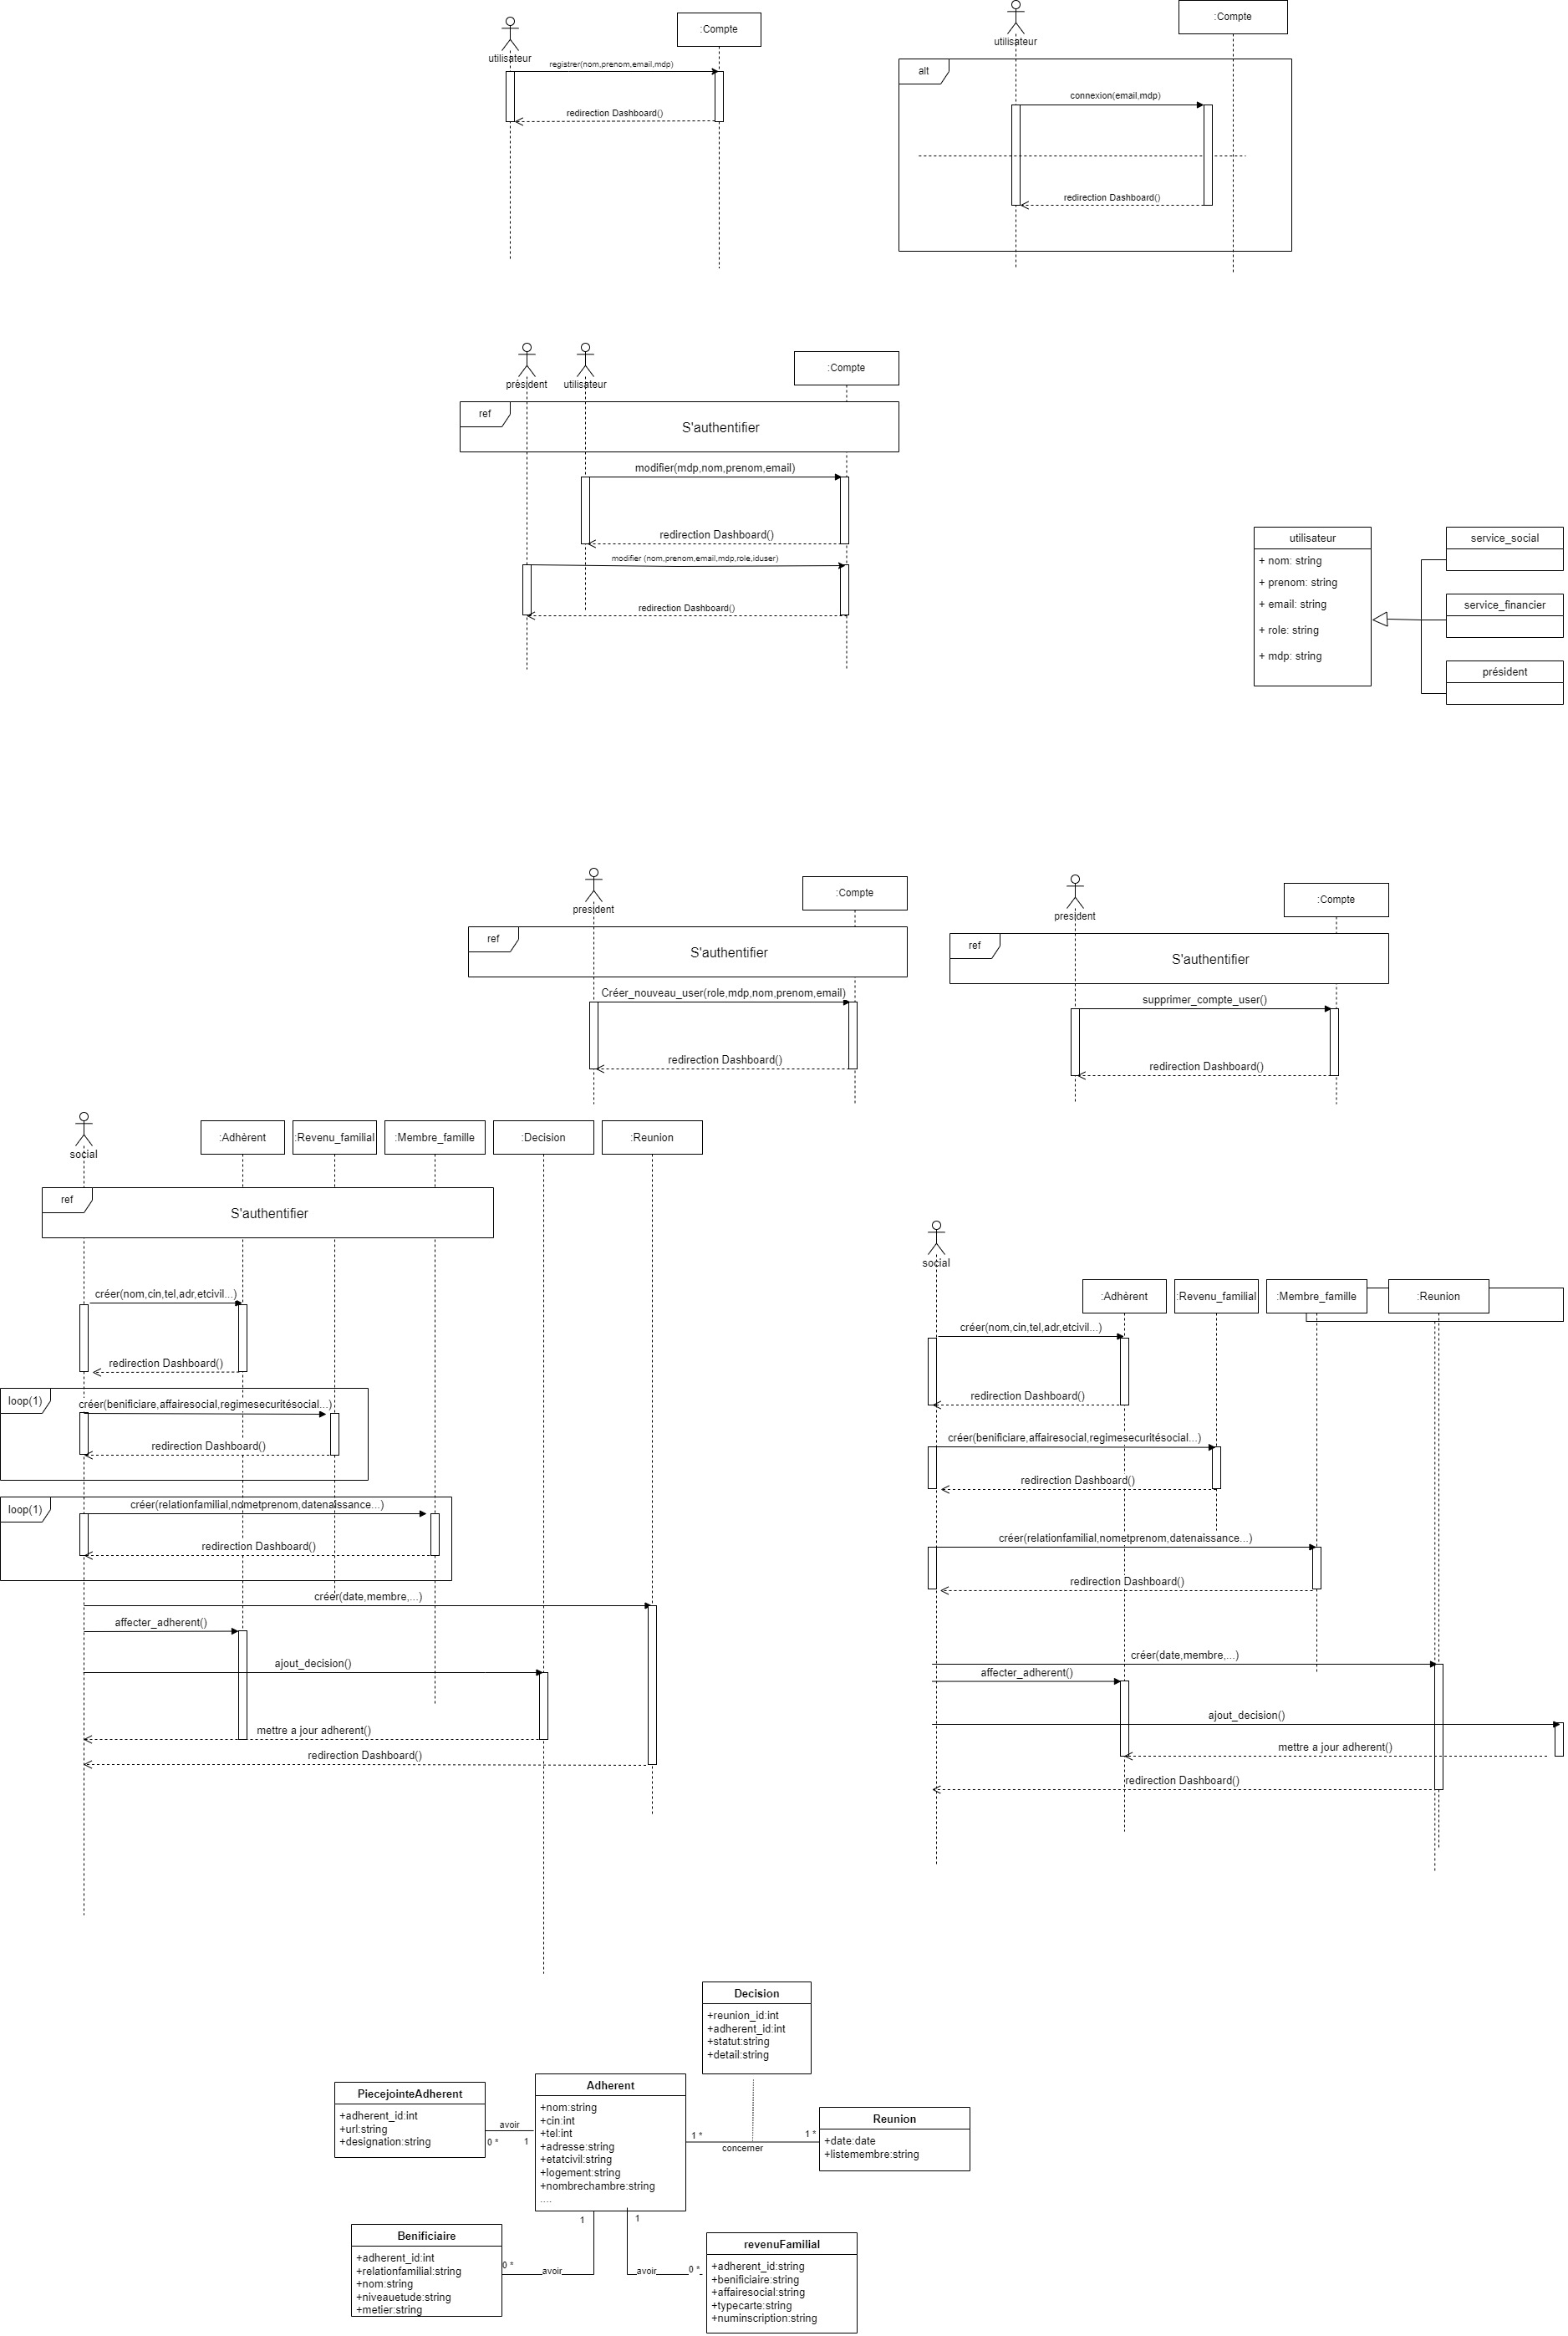 utilisateur
:Compte
registrer(nom,prenom,email,mdp)
redirection Dashboard()
utilisateur
:Compte
alt
connexion(email,mdp)
redirection Dashboard()
président
utilisateur
:Compte
ref
S'authentifier
modifier(mdp,nom,prenom,email)
redirection Dashboard()
modifier (nom,prenom,email,mdp,role,iduser)
redirection Dashboard()
utilisateur
+ nom: string
+ prenom: string
+ email: string
+ role: string
+ mdp: string
service_social
service_financier
président
president
:Compte
ref
S'authentifier
Créer_nouveau_user(role,mdp,nom,prenom,email)
redirection Dashboard()
president
:Compte
ref
S'authentifier
supprimer_compte_user()
redirection Dashboard()
social
:Adhèrent
:Revenu_familial
:Membre_famille
:Decision
:Reunion
ref
S'authentifier
créer(nom,cin,tel,adr,etcivil...)
redirection Dashboard()
loop(1)
créer(benificiare,affairesocial,regimesecuritésocial...)
redirection Dashboard()
loop(1)
créer(relationfamilial,nometprenom,datenaissance...)
redirection Dashboard()
créer(date,membre,...)
affecter_adherent()
ajout_decision()
mettre a jour adherent()
redirection Dashboard()
social
:Adhèrent
:Revenu_familial
:Membre_famille
:Reunion
créer(nom,cin,tel,adr,etcivil...)
redirection Dashboard()
créer(benificiare,affairesocial,regimesecuritésocial...)
redirection Dashboard()
créer(relationfamilial,nometprenom,datenaissance...)
redirection Dashboard()
créer(date,membre,...)
affecter_adherent()
ajout_decision()
mettre a jour adherent()
redirection Dashboard()
Decision
+reunion_id:int
+adherent_id:int
+statut:string
+detail:string
PiecejointeAdherent
+adherent_id:int
+url:string
+designation:string
avoir
0 *
1
Adherent
+nom:string
+cin:int
+tel:int
+adresse:string
+etatcivil:string
+logement:string
+nombrechambre:string
....
1 *
concerner
1 *
Reunion
+date:date
+listemembre:string
1
1
Benificiaire
+adherent_id:int
+relationfamilial:string
+nom:string
+niveauetude:string
+metier:string
0 *
avoir
avoir
0 *
revenuFamilial
+adherent_id:string
+benificiaire:string
+affairesocial:string
+typecarte:string
+numinscription:string